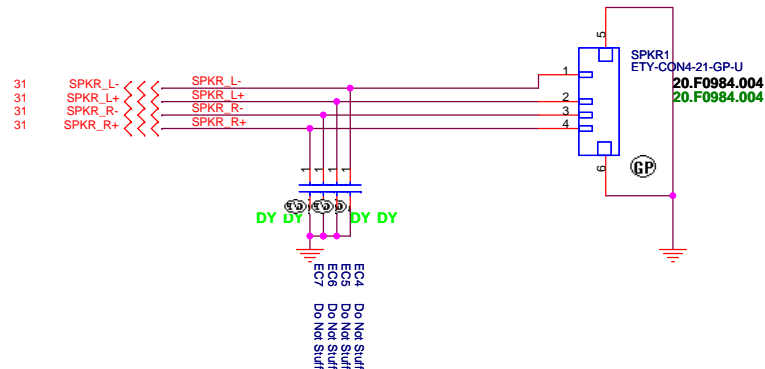 5
SPKR1
ETY-CON4-21-GP-U
20.F0984.004
20.F0984.004
31 SPKR_L- SPKR_L- 1
31 SPKR_L+ SPKR_L+ 2
31 SPKR_R- SPKR_R- 3
31 SPKR_R+ SPKR_R+ 4
6
GP
1 1 1 1
DY DY DY DY
EC4 Do Not Stuff
EC5 Do Not Stuff
EC6 Do Not Stuff
EC7 Do Not Stuff